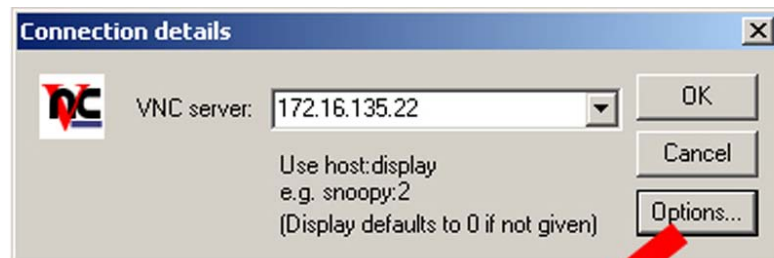 Connection details
VNC
VNC server:
172.16.135.22
OK
Use host:display
e.g. snoopy:2
(Display defaults to 0 if not given)
Cancel
Options...